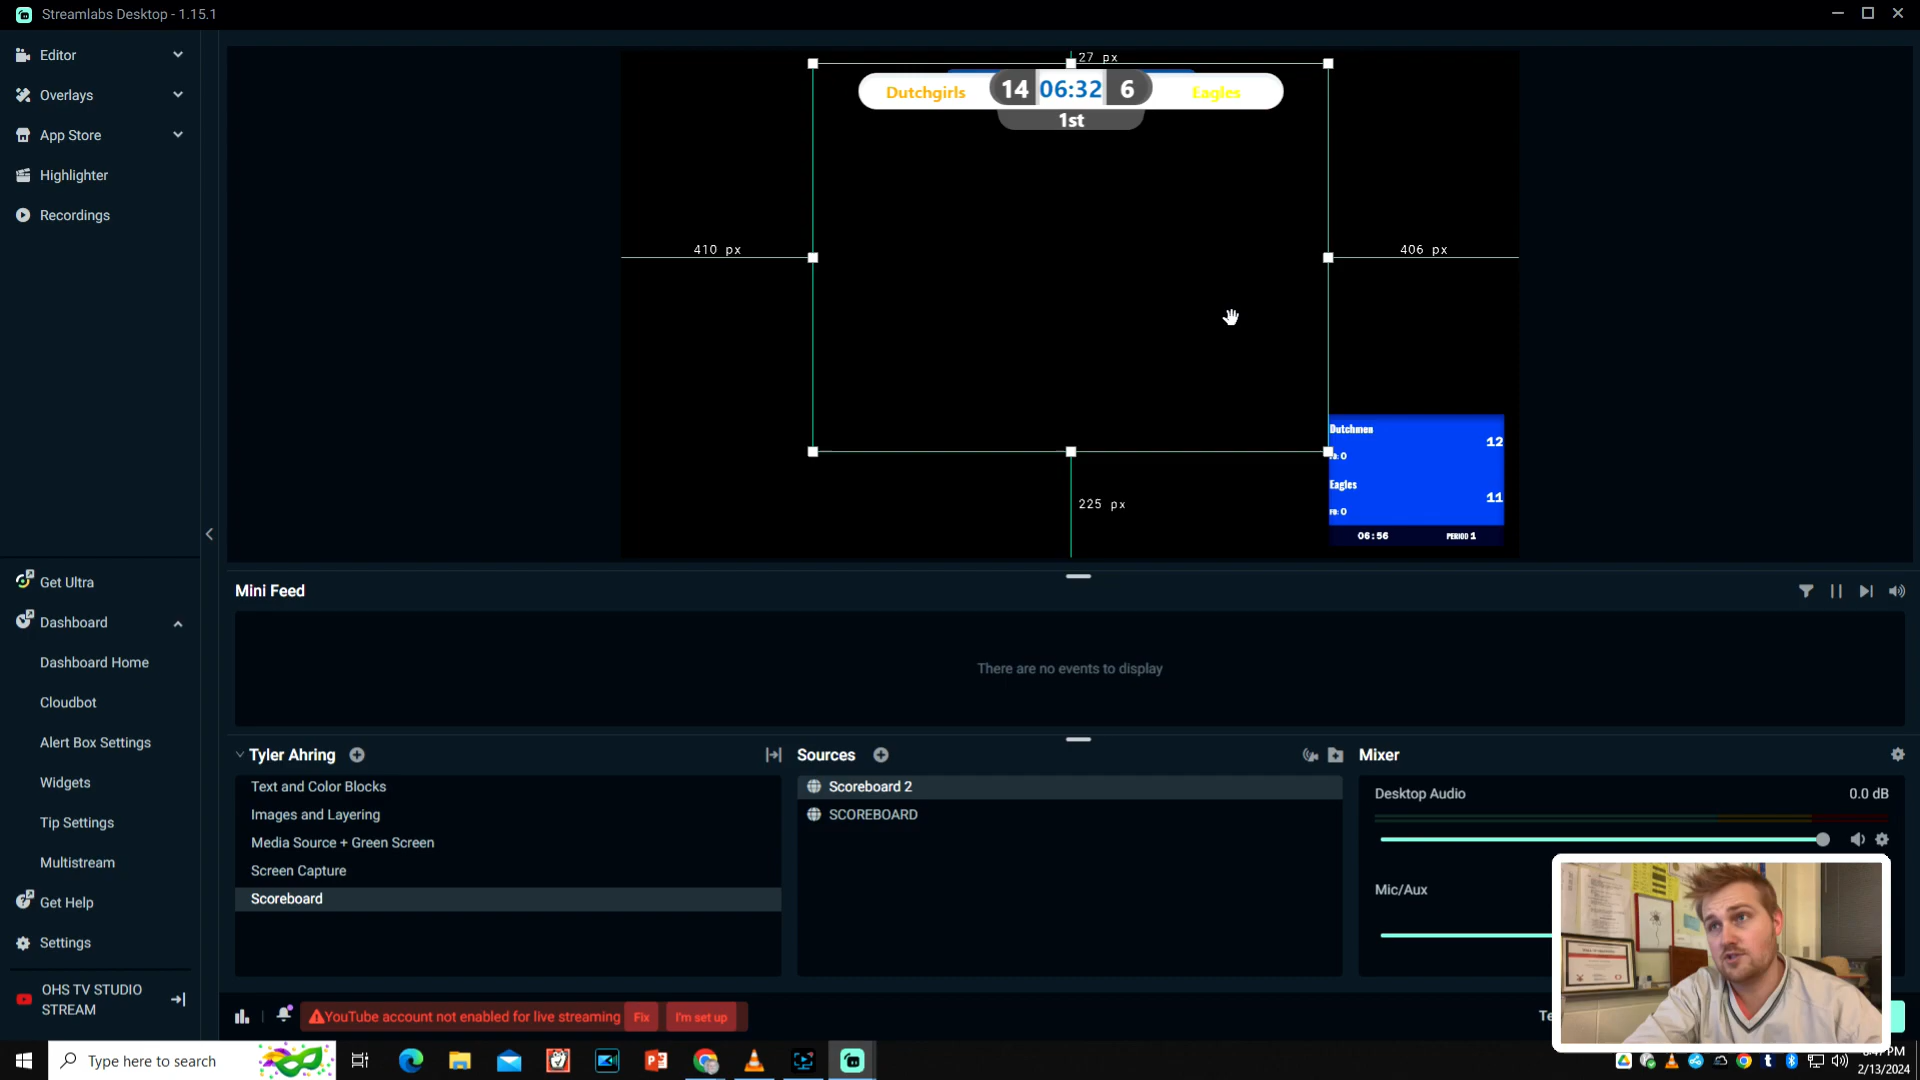 Streamlabs Desktop - 1.15.1
Editor
Overlays
App Store
Highlighter
Recordings
27 px
Dutchgirls 14 06:32 6 Eagles
1st
410 px
406 px
225 px
Dutchmen
12
Eagles
11
FB: 0
06:56 PERIOD 1
Get Ultra
Dashboard
Dashboard Home
Cloudbot
Alert Box Settings
Widgets
Tip Settings
Multistream
Get Help
Settings
OHS TV STUDIO
STREAM
Mini Feed
There are no events to display
Tyler Ahring
Text and Color Blocks
Images and Layering
Media Source + Green Screen
Screen Capture
Scoreboard
Sources
Scoreboard 2
SCOREBOARD
Mixer
Desktop Audio 0.0 dB
Mic/Aux
YouTube account not enabled for live streaming Fix I'm set up
Type here to search
2/13/2024